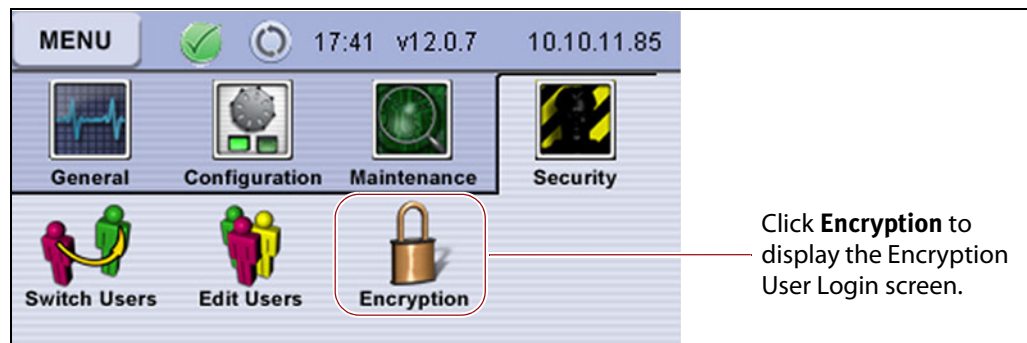 MENU 17:41 v12.0.7 10.10.11.85
General Configuration Maintenance Security
Switch Users Edit Users Encryption
Click Encryption to
display the Encryption
User Login screen.